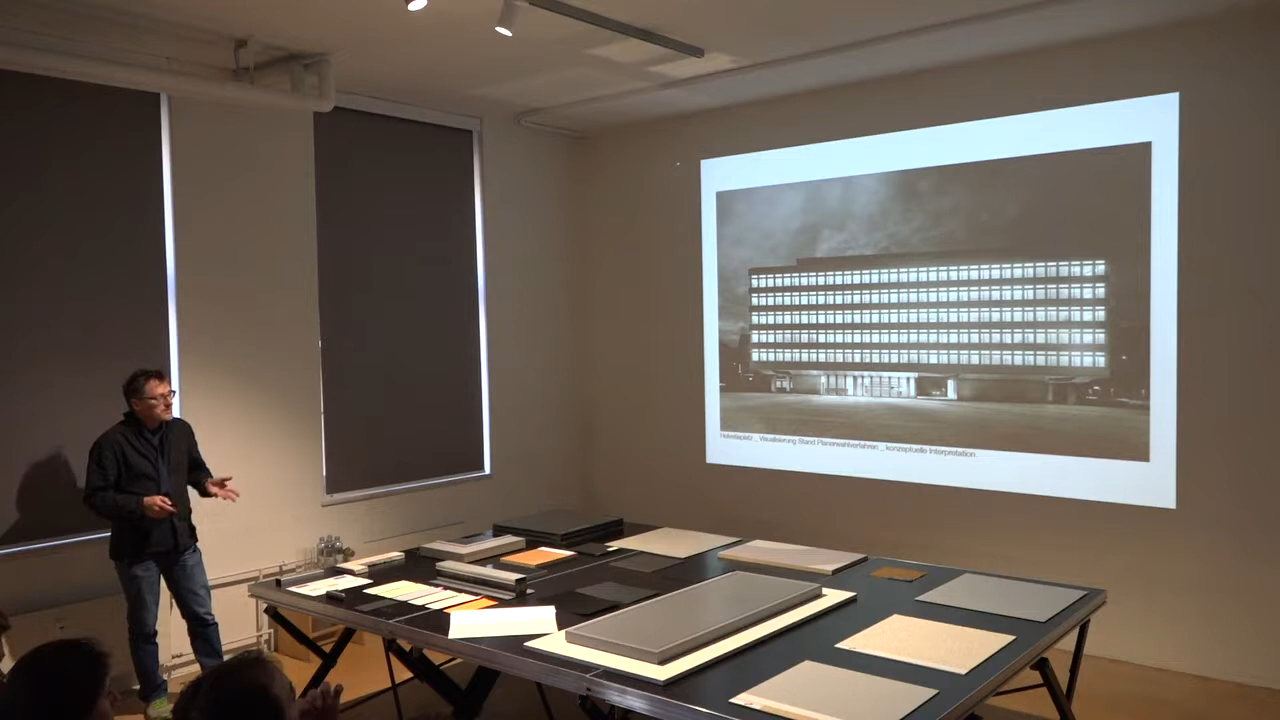 Helvetiaplatz _ Visualisierung Stand Planerwahlverfahren _ konzeptuelle Interpretation